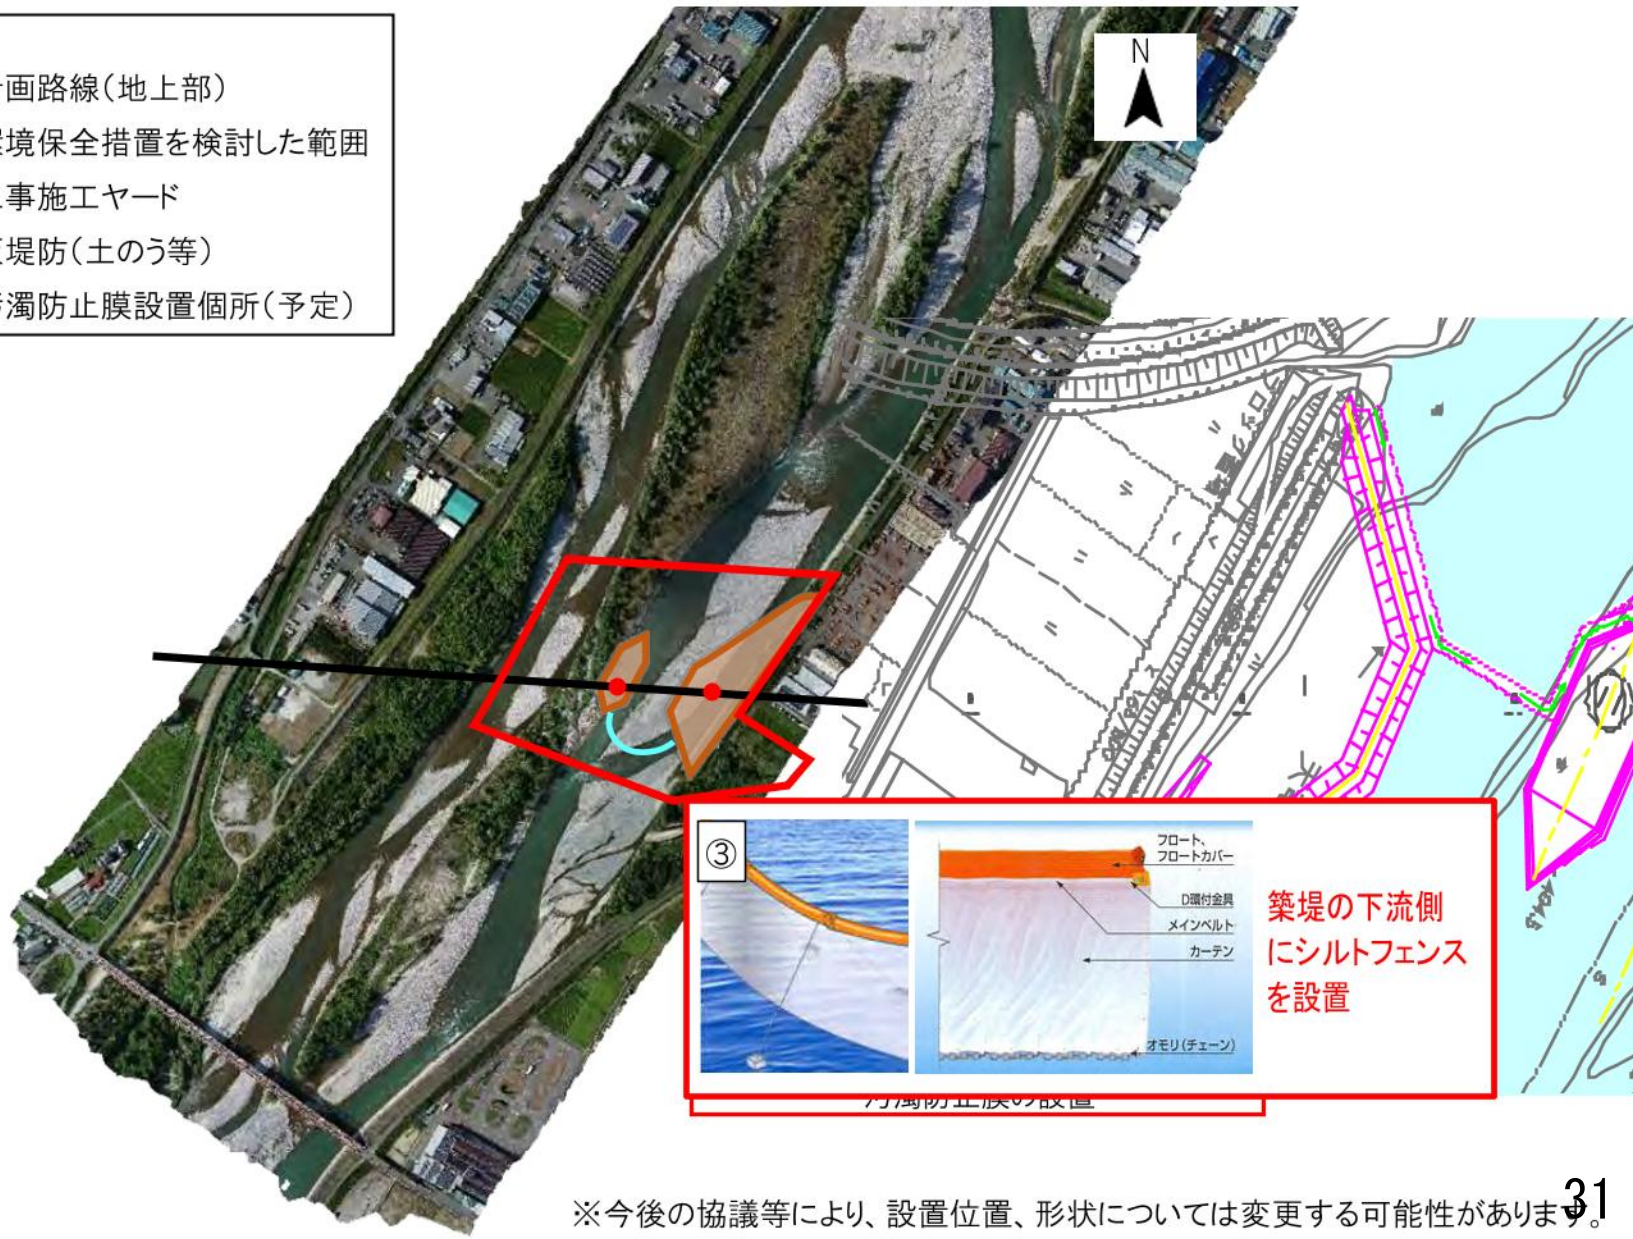 画路線(地上部)
境保全措置を検討した範囲
事施工ヤード
堤防(土のう等)
濁防止膜設置個所(予定)
N
③
フロート、
フロートカバー
D環付金具
メインベルト
カーテン
オモリ(チェーン)
築堤の下流側
にシルトフェンス
を設置
※今後の協議等により、設置位置、形状については変更する可能性があります。
31